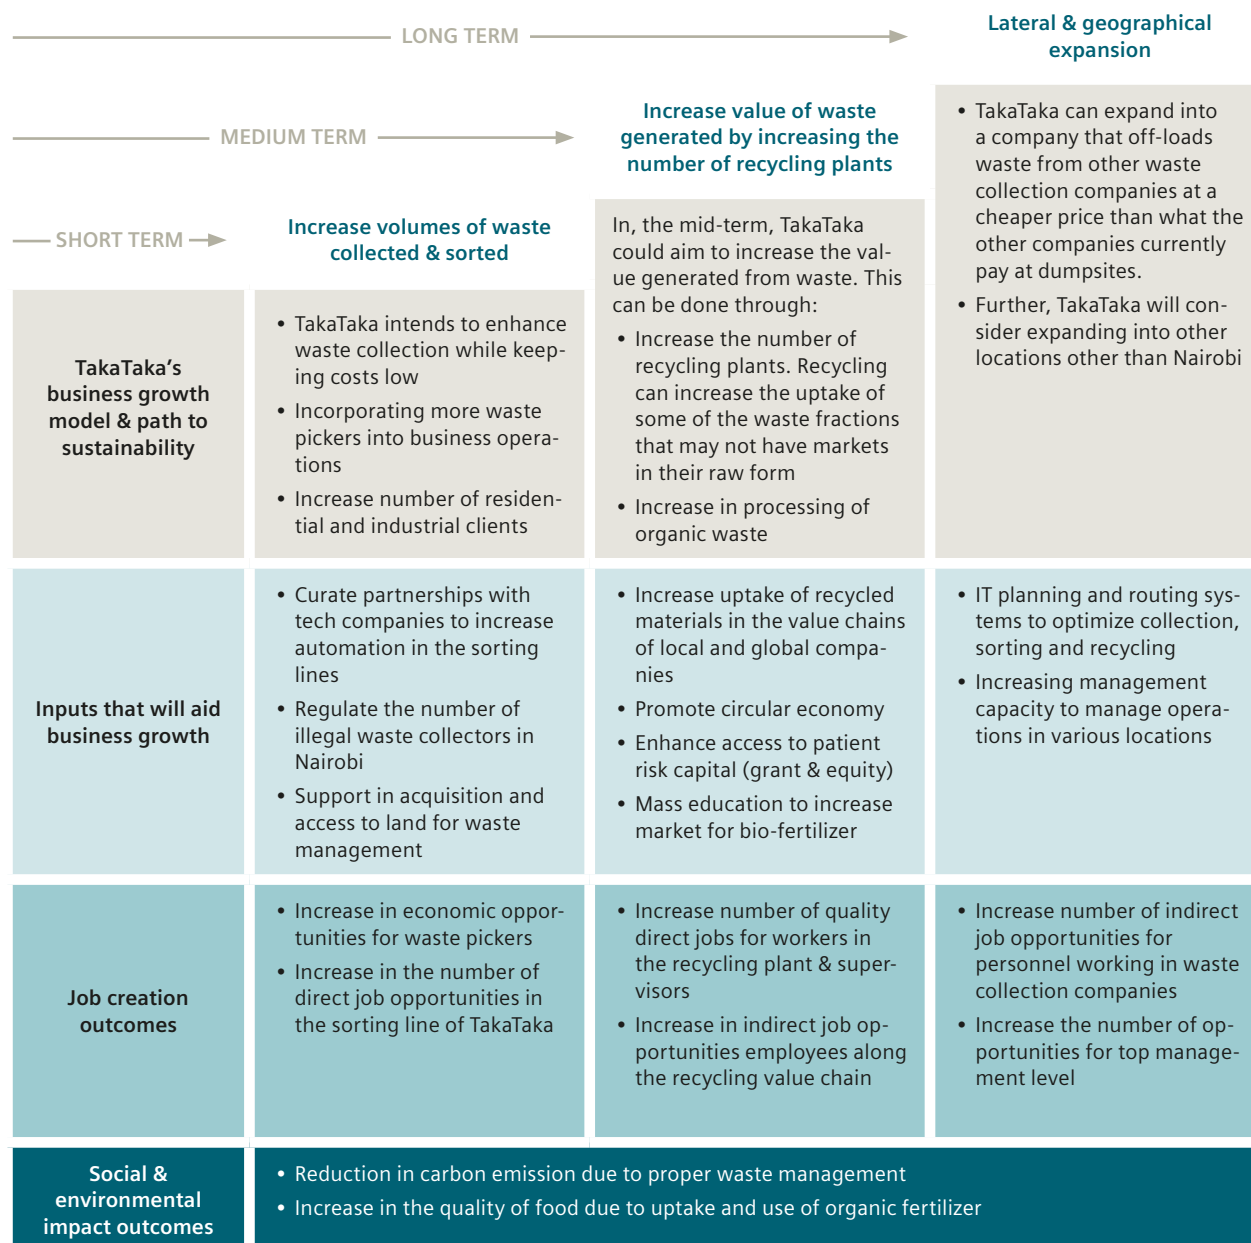 LONG TERM
Lateral & geographical
expansion
MEDIUM TERM
Increase value of waste
generated by increasing the
number of recycling plants
SHORT TERM
Increase volumes of waste
collected & sorted
TakaTaka's
business growth
model & path to
sustainability
• TakaTaka intends to enhance
waste collection while keep-
ing costs low
• Incorporating more waste
pickers into business opera-
tions
• Increase number of residen-
tial and industrial clients
In, the mid-term, TakaTaka
could aim to increase the val-
ue generated from waste. This
can be done through:
• Increase the number of
recycling plants. Recycling
can increase the uptake of
some of the waste fractions
that may not have markets
in their raw form
• Increase in processing of
organic waste
• TakaTaka can expand into
a company that off-loads
waste from other waste
collection companies at a
cheaper price than what the
other companies currently
pay at dumpsites.
• Further, TakaTaka will con-
sider expanding into other
locations other than Nairobi
Inputs that will aid
business growth
• Curate partnerships with
tech companies to increase
automation in the sorting
lines
• Regulate the number of
illegal waste collectors in
Nairobi
• Support in acquisition and
access to land for waste
management
• Increase uptake of recycled
materials in the value chains
of local and global compa-
nies
• Promote circular economy
• Enhance access to patient
risk capital (grant & equity)
• Mass education to increase
market for bio-fertilizer
• IT planning and routing sys-
tems to optimize collection,
sorting and recycling
• Increasing management
capacity to manage opera-
tions in various locations
Job creation
outcomes
• Increase in economic oppor-
tunities for waste pickers
• Increase in the number of
direct job opportunities in
the sorting line of TakaTaka
• Increase number of quality
direct jobs for workers in
the recycling plant & super-
visors
• Increase in indirect job op-
portunities employees along
the recycling value chain
• Increase number of indirect
job opportunities for
personnel working in waste
collection companies
• Increase the number of op-
portunities for top manage-
ment level
Social &
environmental
impact outcomes
• Reduction in carbon emission due to proper waste management
• Increase in the quality of food due to uptake and use of organic fertilizer